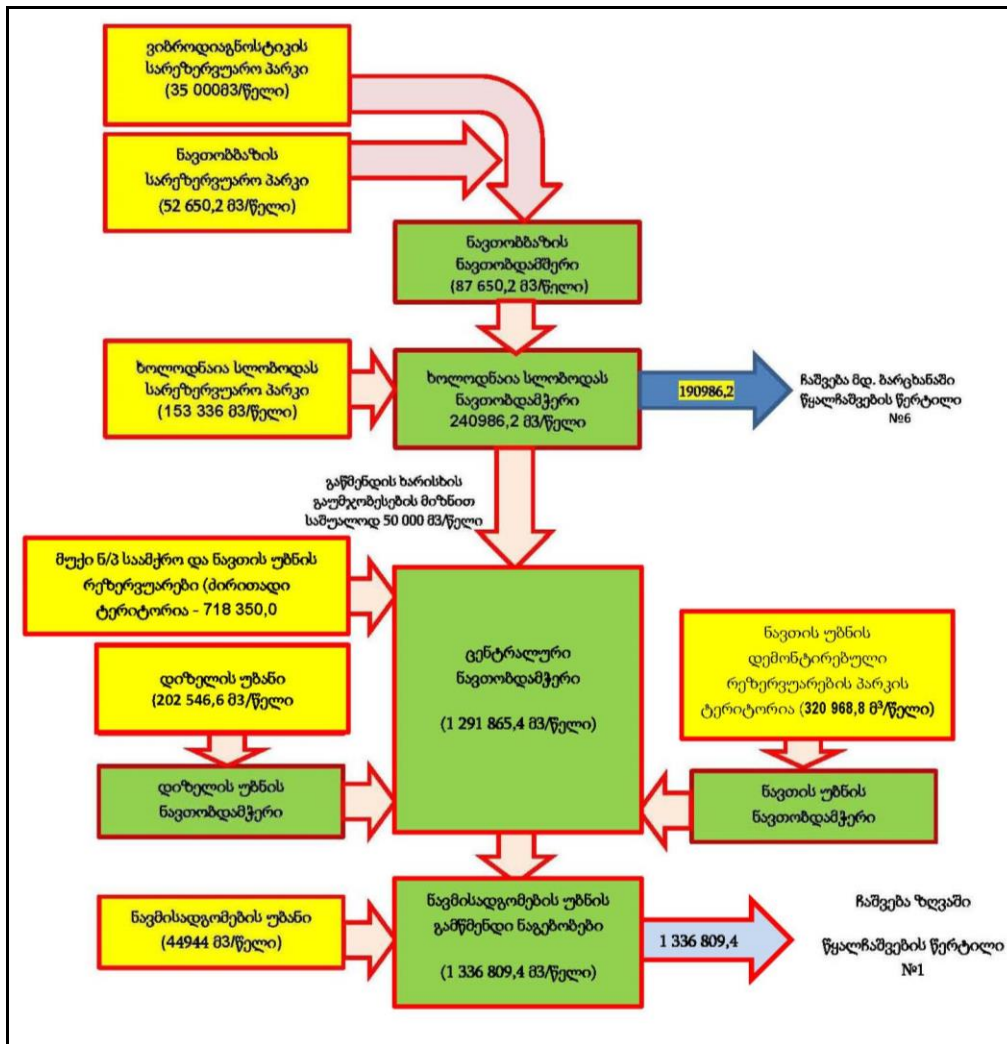 ვიბროდიაგნოსტიკის
სარეზერვუარო პარკი
(35 000მ3/წელი)
ნავთობბაზის
სარეზერვუარო პარკი
(52 650,2 მ3/წელი)
ნავთობბაზის
ნავთობდამშერი
(87 650,2 მ3/წელი)
ხოლოდნაია სლობოდას
სარეზერვუარო პარკი
(153 336 მ3/წელი)
ხოლოდნაია სლობოდას
ნავთობდამჭერი
240986,2 მ3/წელი
190986,2
ჩაშვება მდ. ბარცხანაში
წყალჩაშვების წერტილი
№6
გაწმენდის ხარისხის
გაუმჯობესების მიზნით
საშუალოდ 50 000 მ3/წელი
მუქი ნ/პ საამქრო და ნავთის უბნის
რეზერვუარები (ძირითადი
ტერიტორია - 718 350,0
დიზელის უბანი
(202 546,6 მ3/წელი
დიზელის უბნის
ნავთობდამჭერი
ცენტრალური
ნავთობდამჭერი
(1 291 865,4 მ3/წელი)
ნავთის უბნის
დემონტირებული
რეზერვუარების პარკის
ტერიტორია (320 968,8 მ³/წელი)
ნავთის უბნის
ნავთობდამჭერი
ნავმისადგომების უბანი
(44944 მ3/წელი)
ნავმისადგომების უბნის
გამწმენდი ნაგებობები
(1 336 809,4 მ3/წელი)
1 336 809,4
ჩაშვება ზღვაში
წყალჩაშვების წერტილი
№1